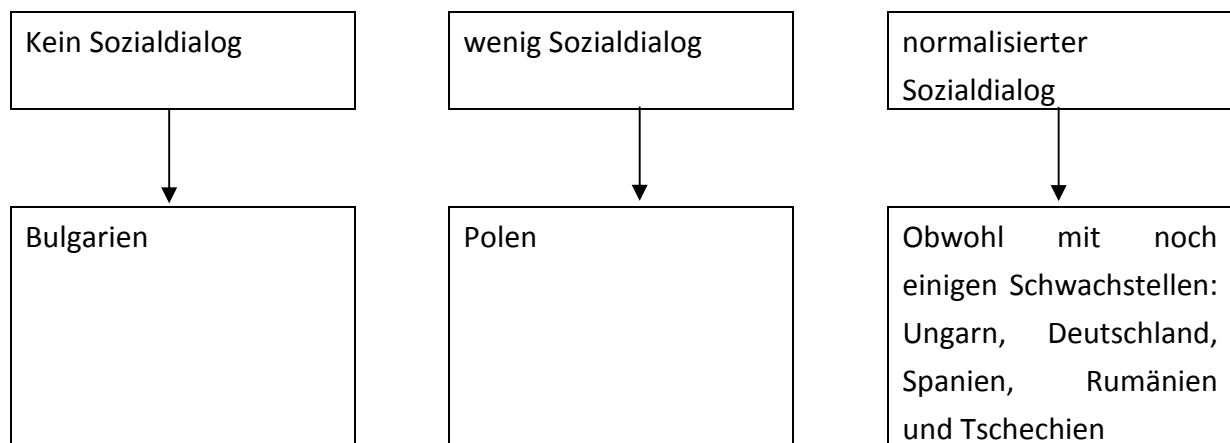 Kein Sozialdialog
wenig Sozialdialog
normalisierter
Sozialdialog
Bulgarien
Polen
Obwohl mit noch
einigen Schwachstellen:
Ungarn, Deutschland,
Spanien, Rumänien
und Tschechien